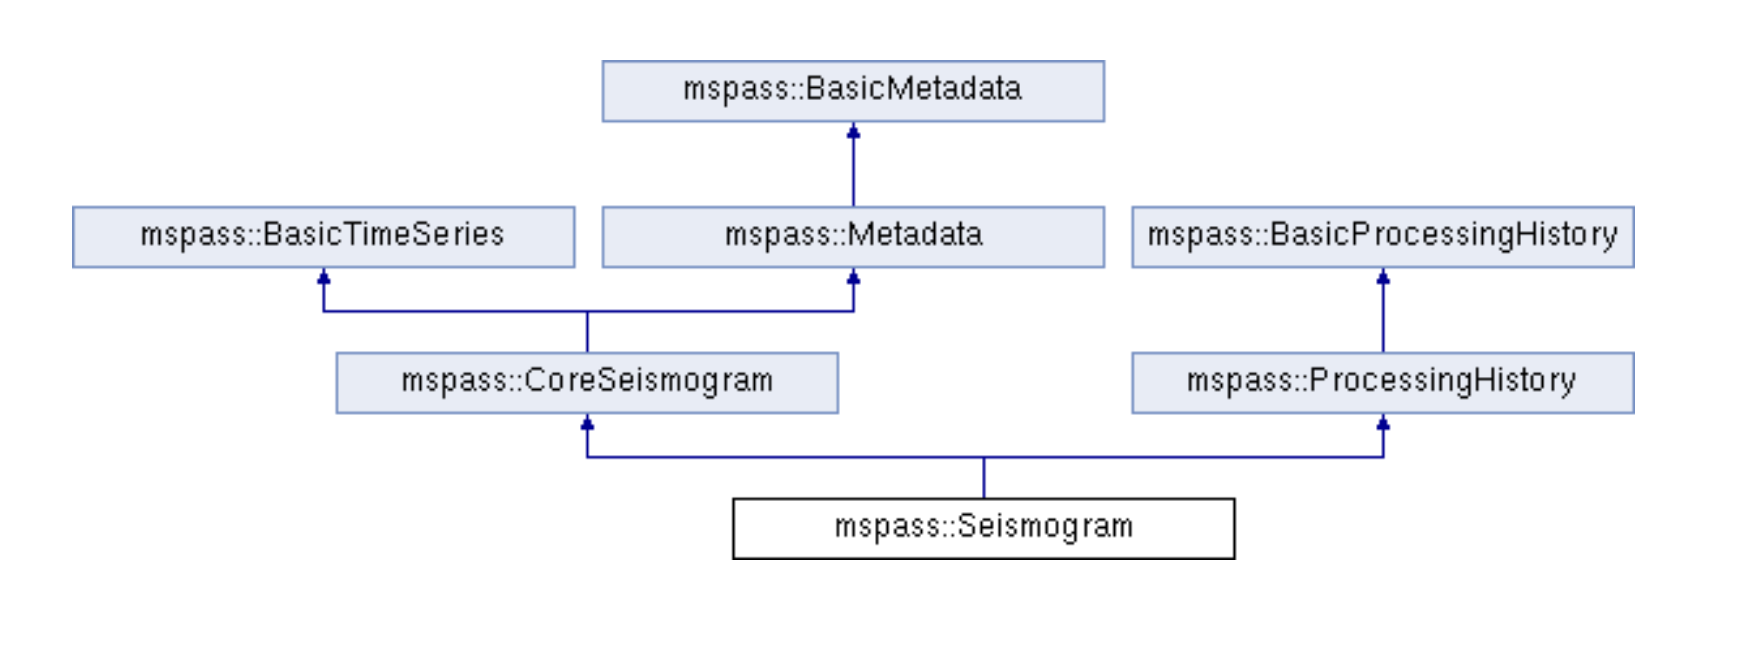 mspass::BasicMetadata
mspass::BasicTimeSeries
mspass::Metadata
mspass::BasicProcessingHistory
mspass::CoreSeismogram
mspass::ProcessingHistory
mspass::Seismogram